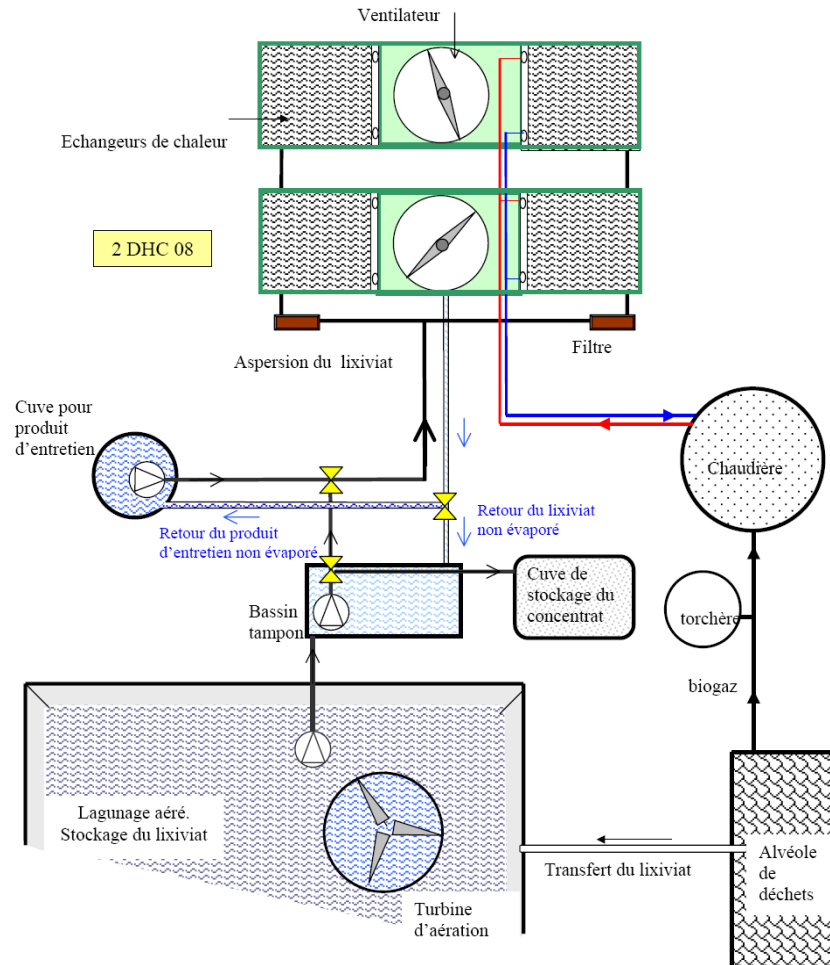 Ventilateur
Echangeurs de chaleur
2 DHC 08
Aspersion du lixiviat
Filtre
Cuve pour
produit
d'entretien
Chaudière
Retour du produit
d'entretien non évaporé
Retour du lixiviat
non évaporé
Bassin
tampon
Cuve de
stockage du
concentrat
torchère
biogaz
Lagunage aéré.
Stockage du lixiviat
Transfert du lixiviat
Alvéole
de
déchets
Turbine
d'aération